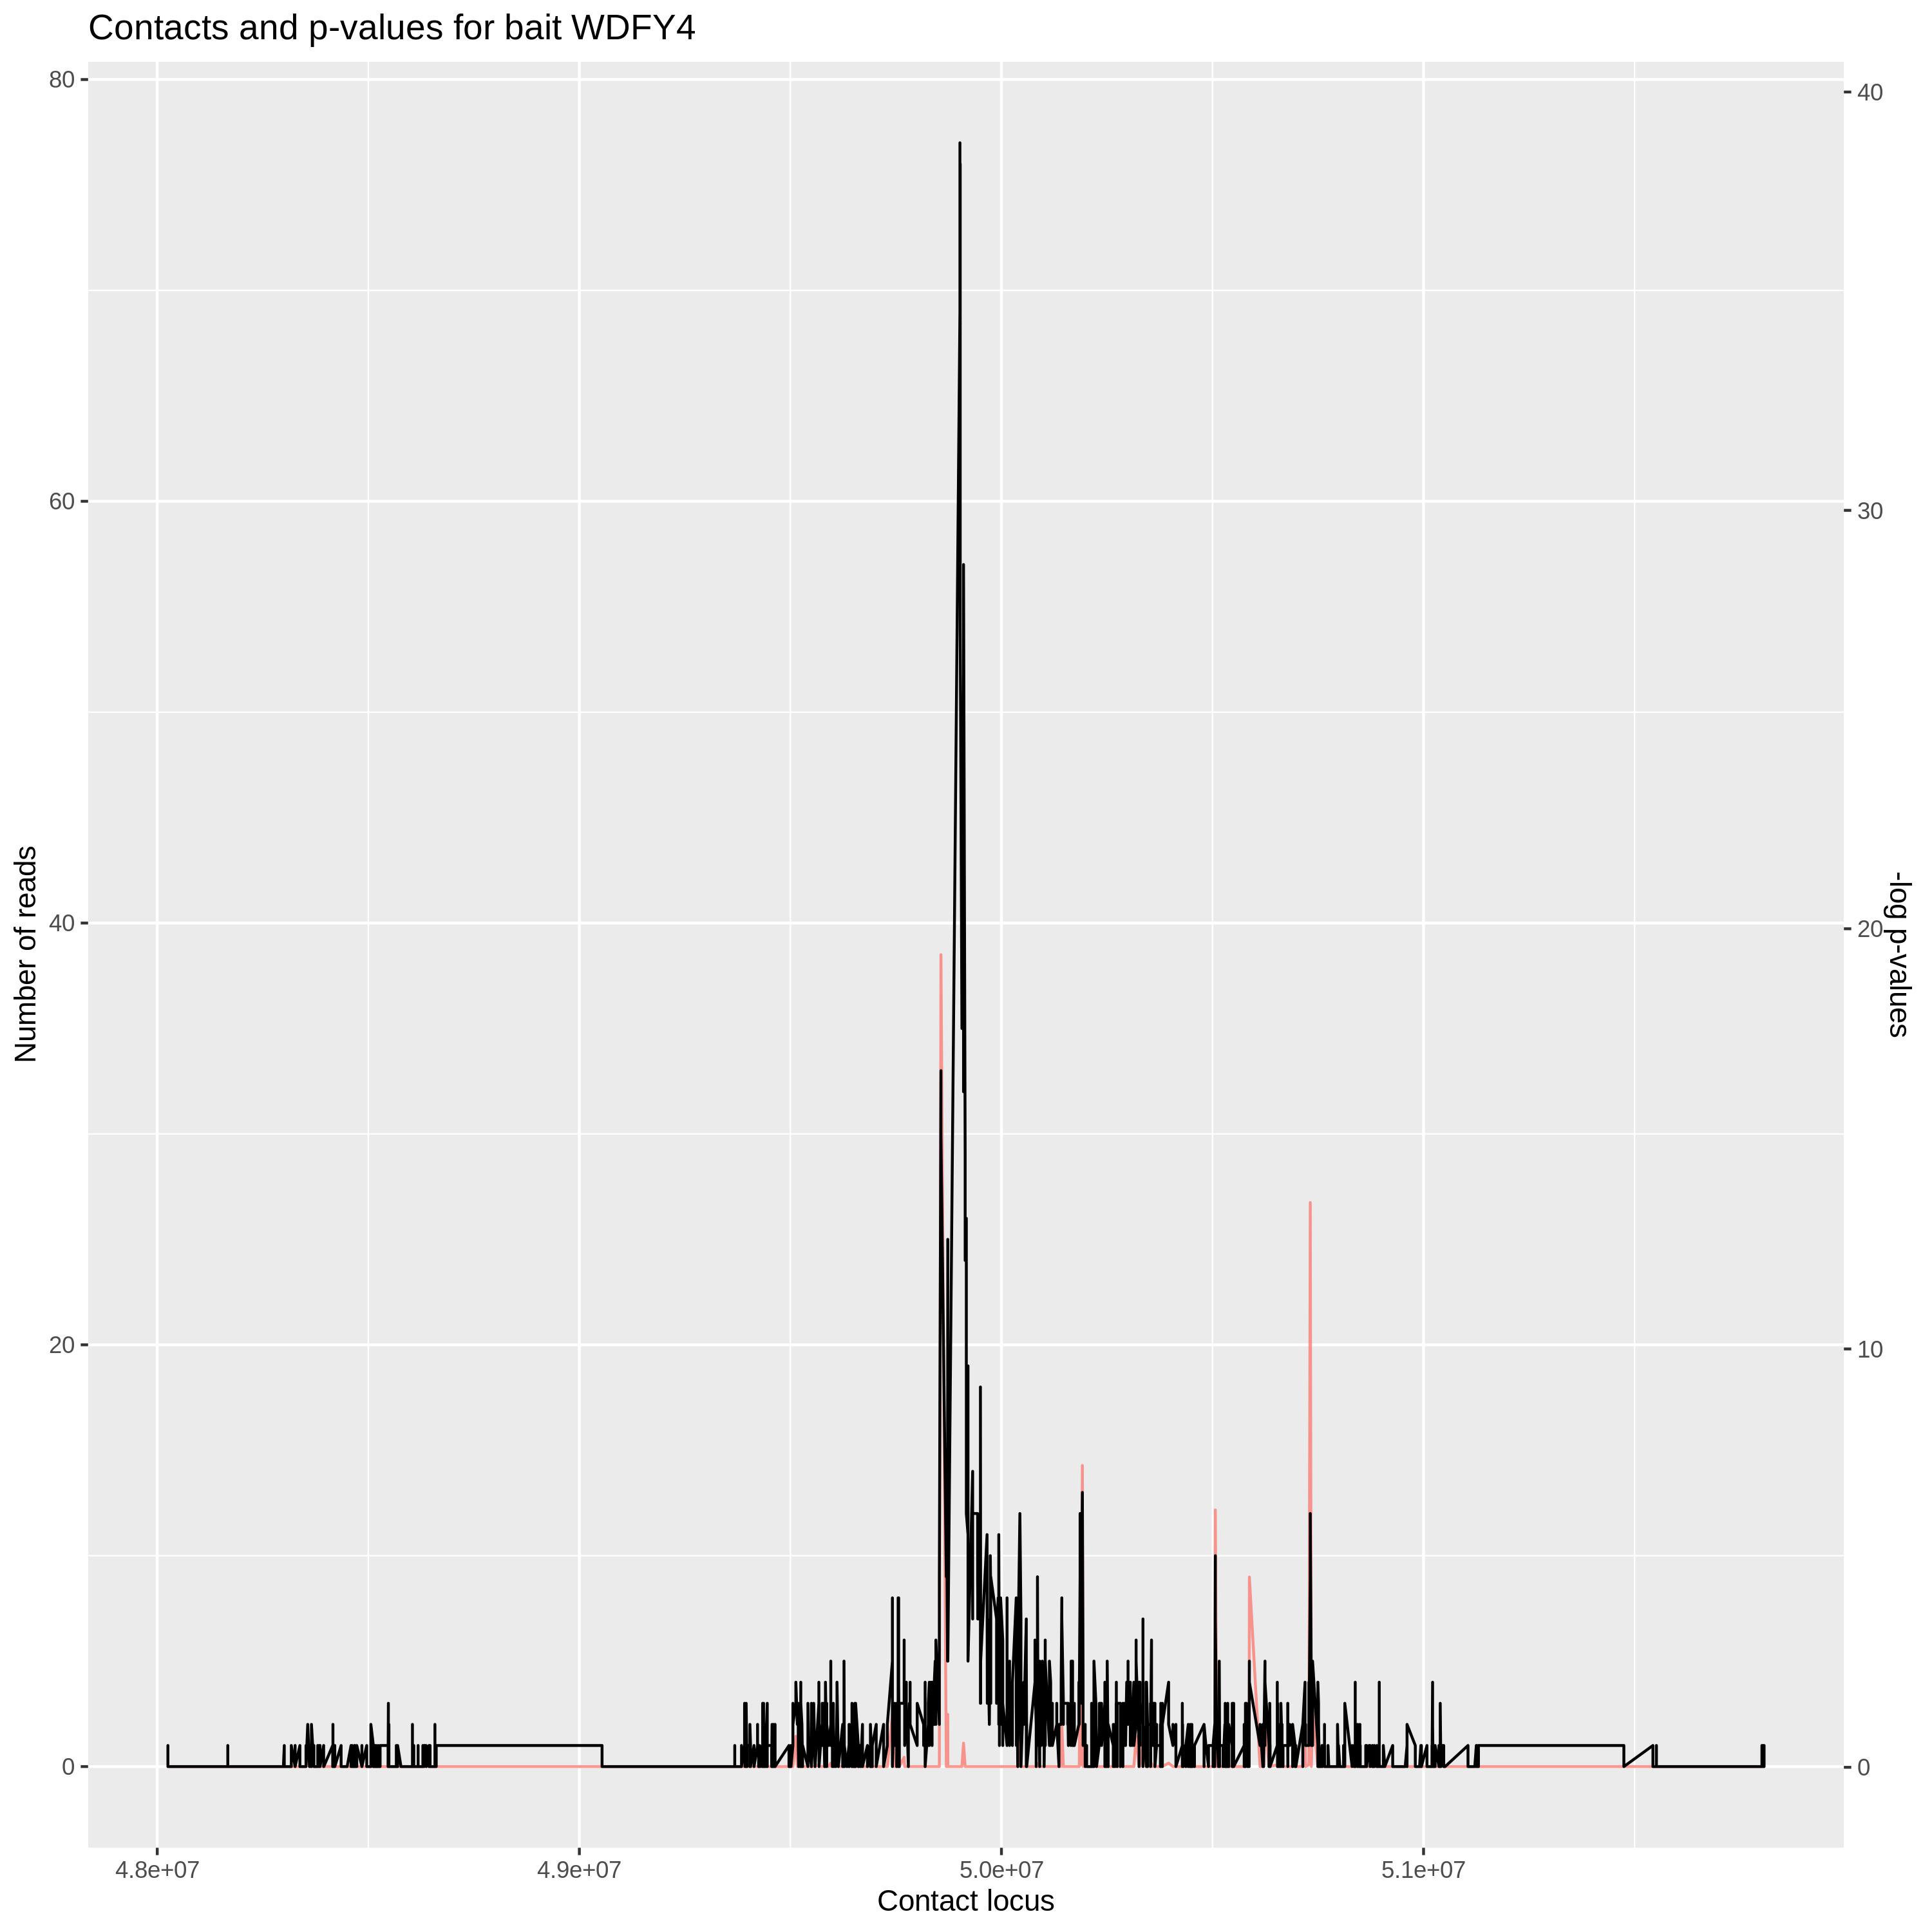 Contacts and p-values for bait WDFY4
80
60
40
20
0
Number of reads
40
30
20
10
0
-log p-values
4.8e+07 4.9e+07 5.0e+07 5.1e+07
Contact locus